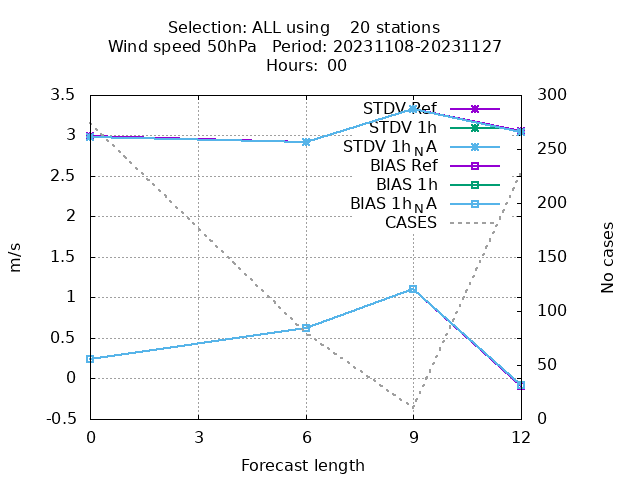 Selection: ALL using    20 stations
Wind speed 50hPa   Period: 20231108-20231127
Hours: 00
3.5
3
2.5
2
1.5
1
0.5
0
-0.5
300
250
200
150
100
50
0
0
3
6
9
12
m/s
No cases
Forecast length
STDV Ref
STDV 1h
STDV 1h_NA
BIAS Ref
BIAS 1h
BIAS 1h_NA
CASES